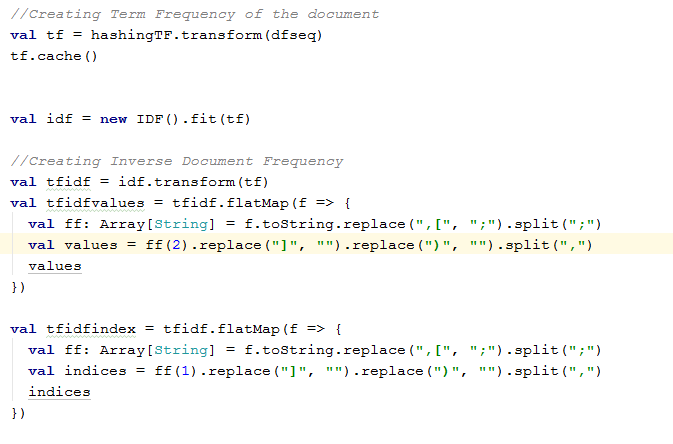 //Creating Term Frequency of the document
val tf = hashingTF.transform(dfseq)
tf.cache()
val idf = new IDF().fit(tf)
//Creating Inverse Document Frequency
val tfidf = idf.transform(tf)
val tfidfvalues = tfidf.flatMap(f => {
val ff: Array[String] = f.toString.replace(",[", ";").split(";")
val values = ff(2).replace("]", "").replace(")", "").split(",")
values
})
val tfidfindex = tfidf.flatMap(f => {
val ff: Array[String] = f.toString.replace(",[", ";").split(";")
val indices = ff(1).replace("]", "").replace(")", "").split(",")
indices
})